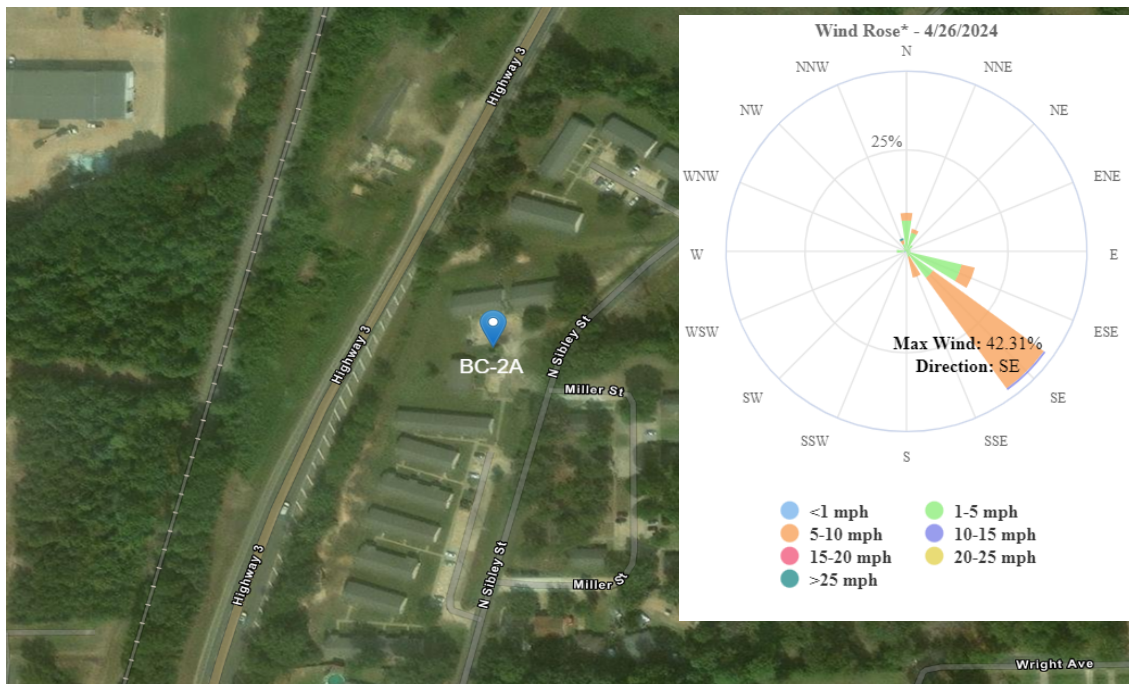 Highway 3
Highway 3
Highway 3
BC-2A
N Sibley St
Miller St
N Sibley St
Miller St
Wright Ave
Wind Rose* - 4/26/2024
N
NNW
NNE
NW
NE
25%
WNW
ENE
W
E
WSW
ESE
Max Wind: 42.31%
Direction: SE
SW
SE
SSW
SSE
S
<1 mph
1-5 mph
5-10 mph
10-15 mph
15-20 mph
20-25 mph
>25 mph